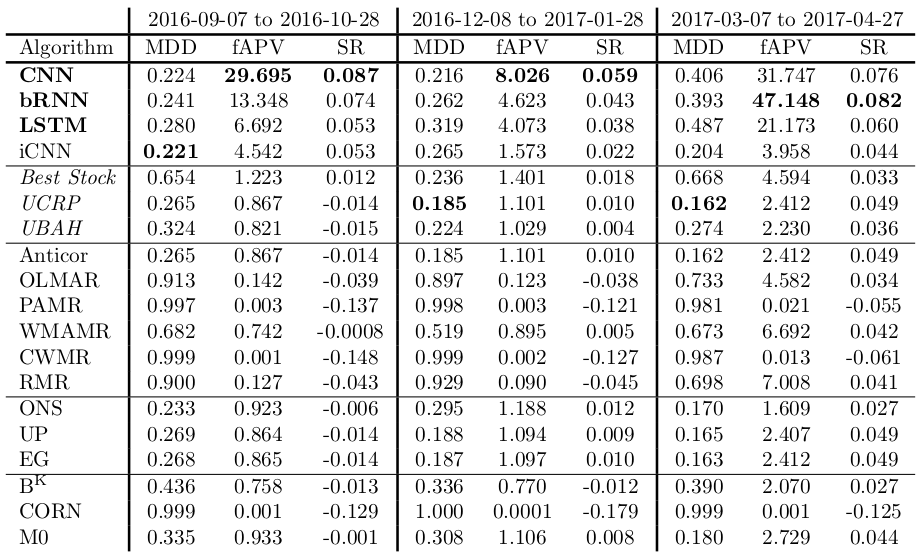 2016-09-07 to 2016-10-28 2016-12-08 to 2017-01-28 2017-03-07 to 2017-04-27
Algorithm MDD fAPV SR MDD fAPV SR MDD fAPV SR
CNN 0.224 29.695 0.087 0.216 8.026 0.059 0.406 31.747 0.076
bRNN 0.241 13.348 0.074 0.262 4.623 0.043 0.393 47.148 0.082
LSTM 0.280 6.692 0.053 0.319 4.073 0.038 0.487 21.173 0.060
iCNN 0.221 4.542 0.053 0.265 1.573 0.022 0.204 3.958 0.044
Best Stock 0.654 1.223 0.012 0.236 1.401 0.018 0.668 4.594 0.033
UCRP 0.265 0.867 -0.014 0.185 1.101 0.010 0.162 2.412 0.049
UBAH 0.324 0.821 -0.015 0.224 1.029 0.004 0.274 2.230 0.036
Anticor 0.265 0.867 -0.014 0.185 1.101 0.010 0.162 2.412 0.049
OLMAR 0.913 0.142 -0.039 0.897 0.123 -0.038 0.733 4.582 0.034
PAMR 0.997 0.003 -0.137 0.998 0.003 -0.121 0.981 0.021 -0.055
WMAMR 0.682 0.742 -0.0008 0.519 0.895 0.005 0.673 6.692 0.042
CWMR 0.999 0.001 -0.148 0.999 0.002 -0.127 0.987 0.013 -0.061
RMR 0.900 0.127 -0.043 0.929 0.090 -0.045 0.698 7.008 0.041
ONS 0.233 0.923 -0.006 0.295 1.188 0.012 0.170 1.609 0.027
UP 0.269 0.864 -0.014 0.188 1.094 0.009 0.165 2.407 0.049
EG 0.268 0.865 -0.014 0.187 1.097 0.010 0.163 2.412 0.049
B^K 0.436 0.758 -0.013 0.336 0.770 -0.012 0.390 2.070 0.027
CORN 0.999 0.001 -0.129 1.000 0.0001 -0.179 0.999 0.001 -0.125
M0 0.335 0.933 -0.001 0.308 1.106 0.008 0.180 2.729 0.044